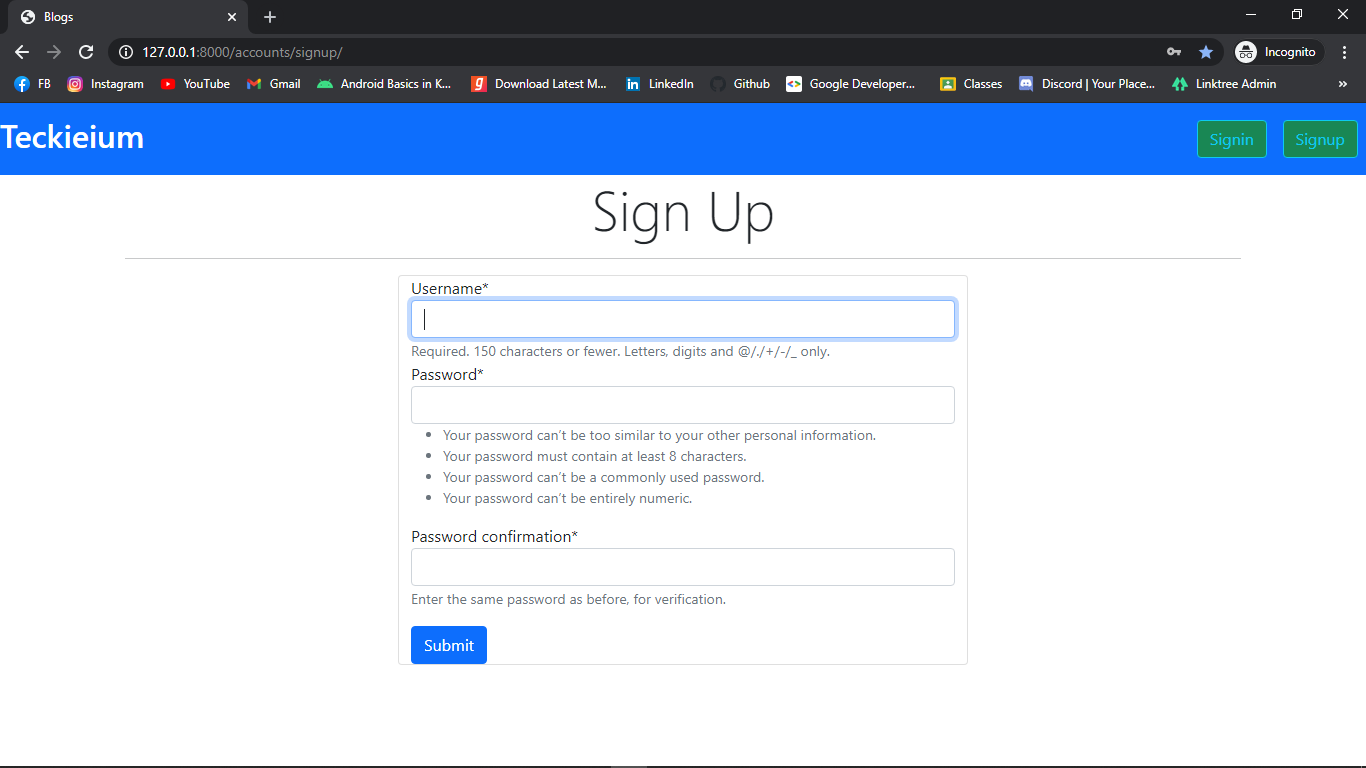 Blogs
127.0.0.1:8000/accounts/signup/
Incognito
FB Instagram YouTube Gmail Android Basics in K... Download Latest M... LinkedIn Github Google Developer... Classes Discord | Your Place... Linktree Admin »
Teckieium Signin Signup
Sign Up
Username*
Required. 150 characters or fewer. Letters, digits and @/./+/-/_ only.
Password*
Your password can't be too similar to your other personal information.
Your password must contain at least 8 characters.
Your password can't be a commonly used password.
Your password can't be entirely numeric.
Password confirmation*
Enter the same password as before, for verification.
Submit